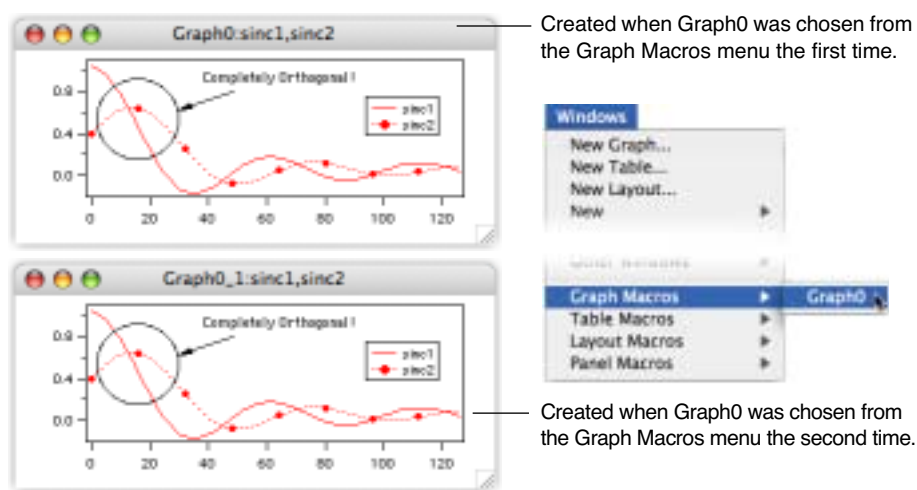 Graph0:sinc1,sinc2
Completely Orthogonal !
0.8
0.4
0.0
sinc1
sinc2
0 20 40 60 80 100 120
Created when Graph0 was chosen from
the Graph Macros menu the first time.
Windows
New Graph...
New Table...
New Layout...
New
Other Windows
Graph Macros
Graph0
Table Macros
Layout Macros
Panel Macros
Graph0_1:sinc1,sinc2
Completely Orthogonal !
0.8
0.4
0.0
sinc1
sinc2
0 20 40 60 80 100 120
Created when Graph0 was chosen from
the Graph Macros menu the second time.